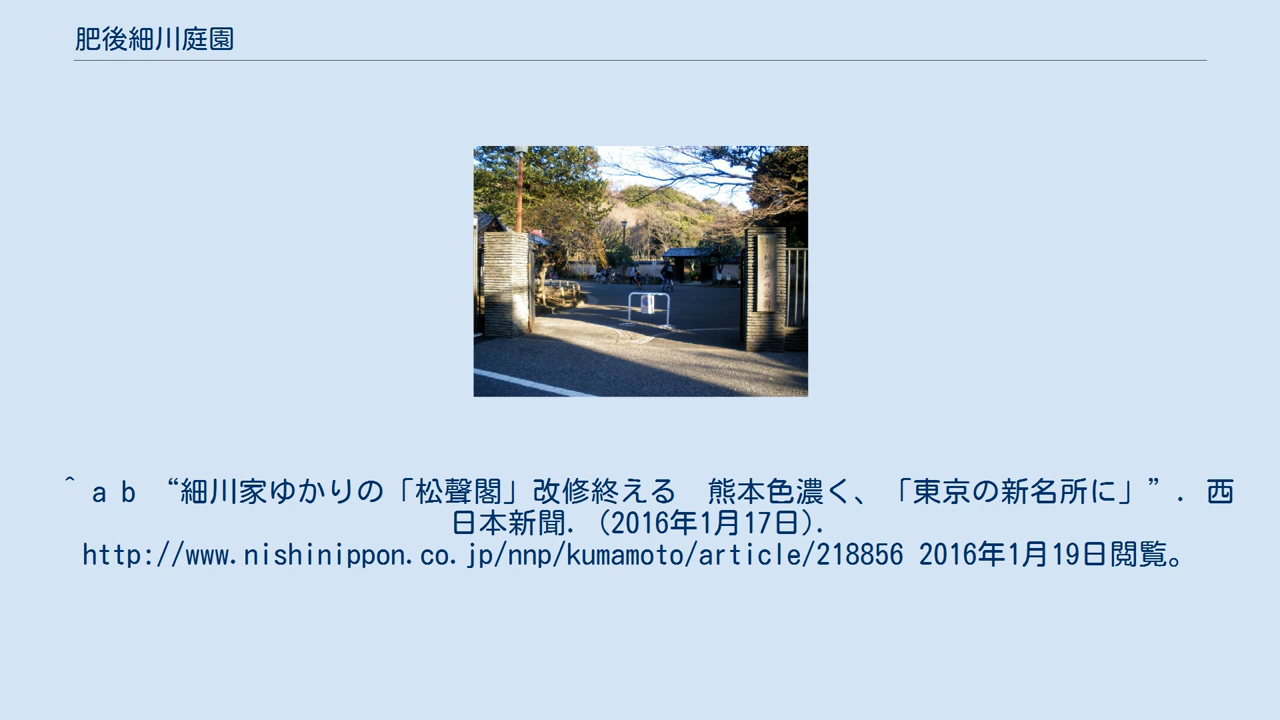 肥後細川庭園
^ a b “細川家ゆかりの「松聲閣」改修終える　熊本色濃く、「東京の新名所に」”. 西
日本新聞. (2016年1月17日).
http://www.nishinippon.co.jp/nnp/kumamoto/article/218856 2016年1月19日閲覧。